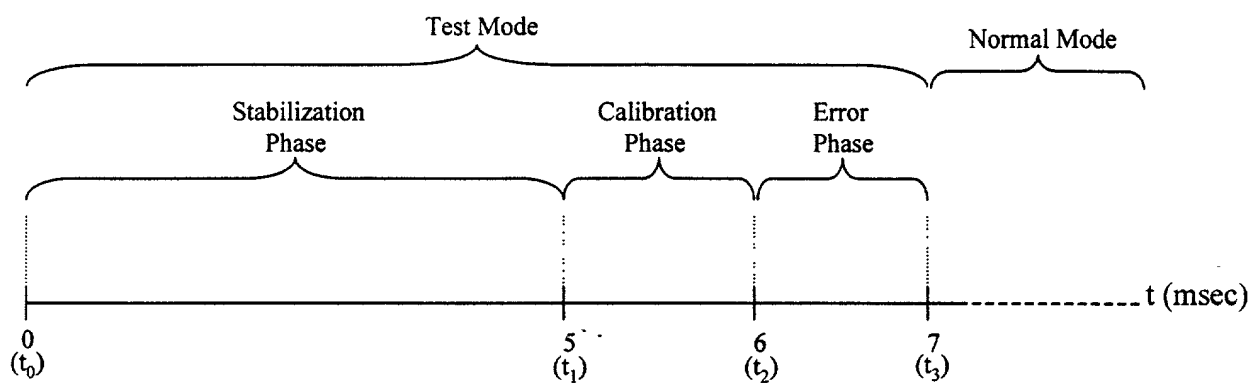 Test Mode
Normal Mode
Stabilization
Phase
Calibration
Phase
Error
Phase
t (msec)
0
(t0)
5
(t1)
6
(t2)
7
(t3)